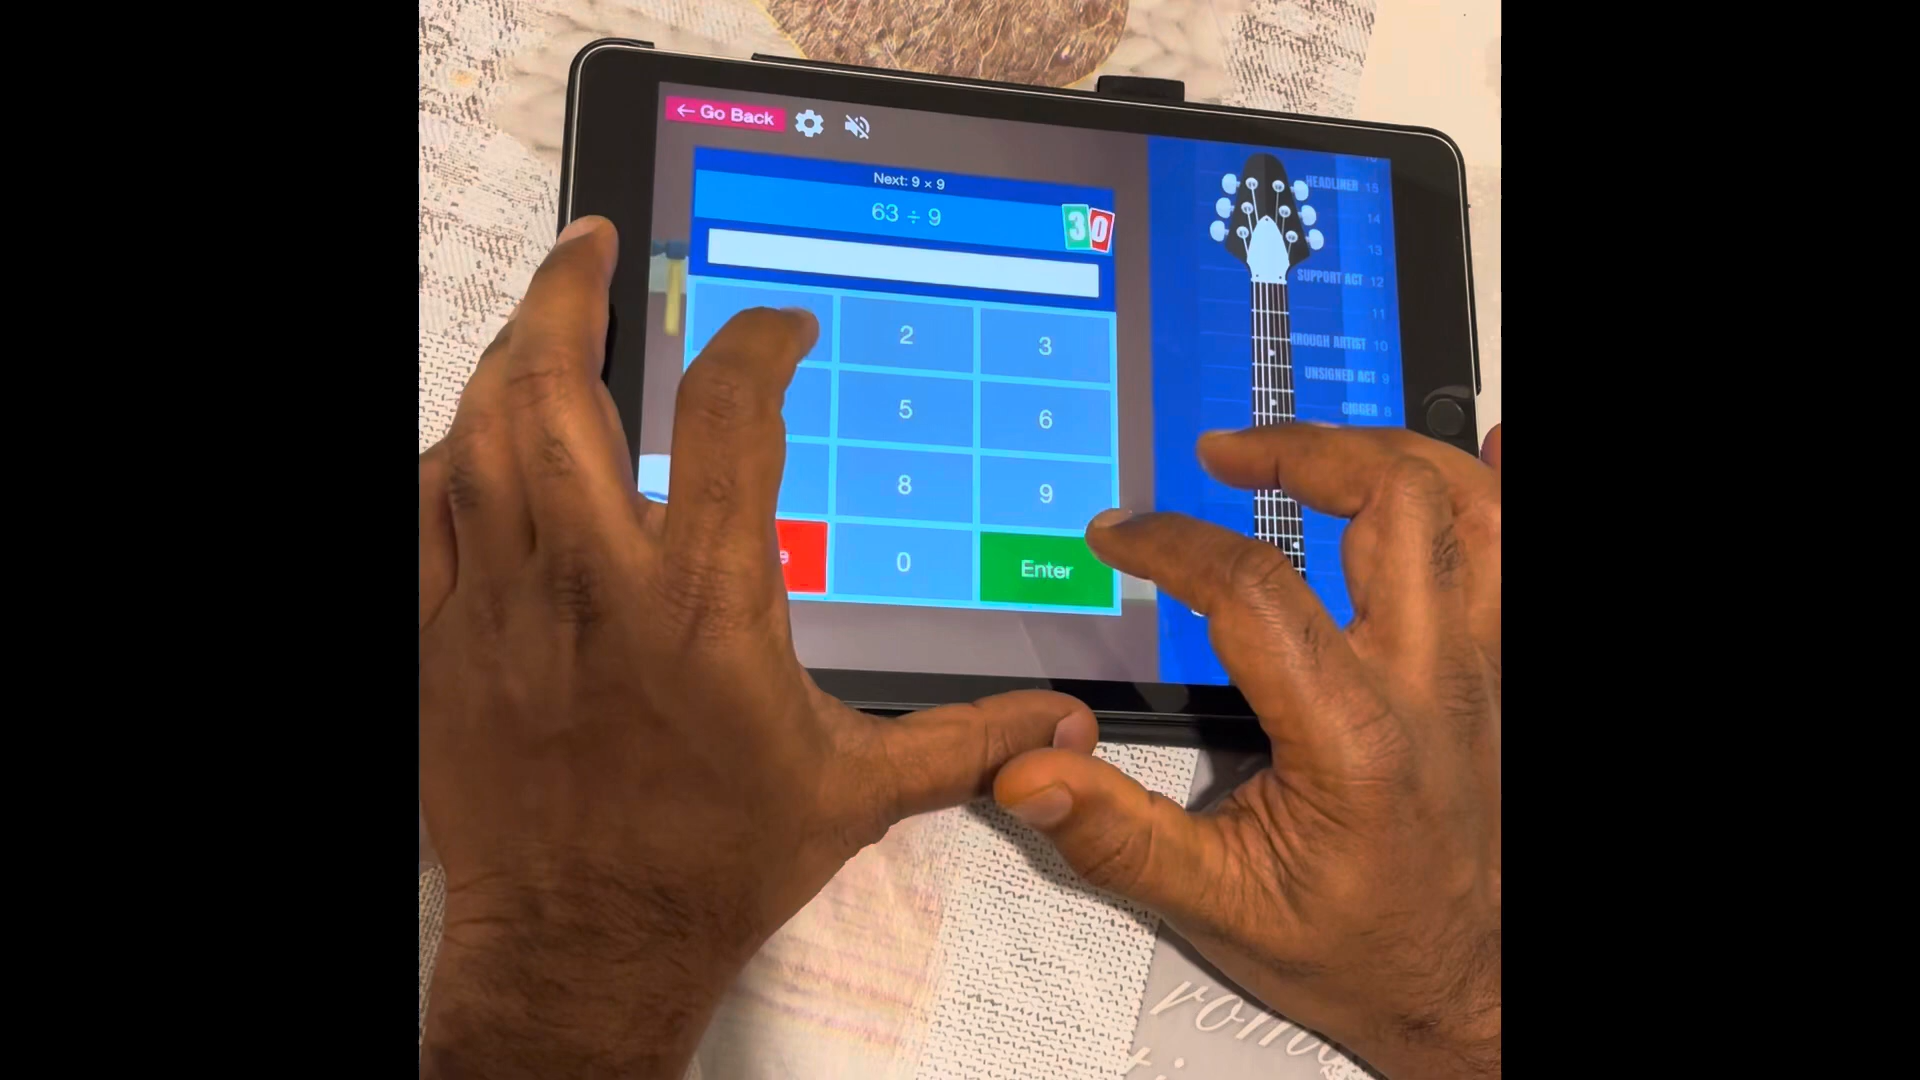 ← Go Back
Next: 9 × 9
63 ÷ 9
30
2
3
5
6
8
9
0
Enter
HEADLINER 15
14
13
SUPPORT ACT 12
11
HROUGH ARTIST 10
UNSIGNED ACT 9
GIGGER 8